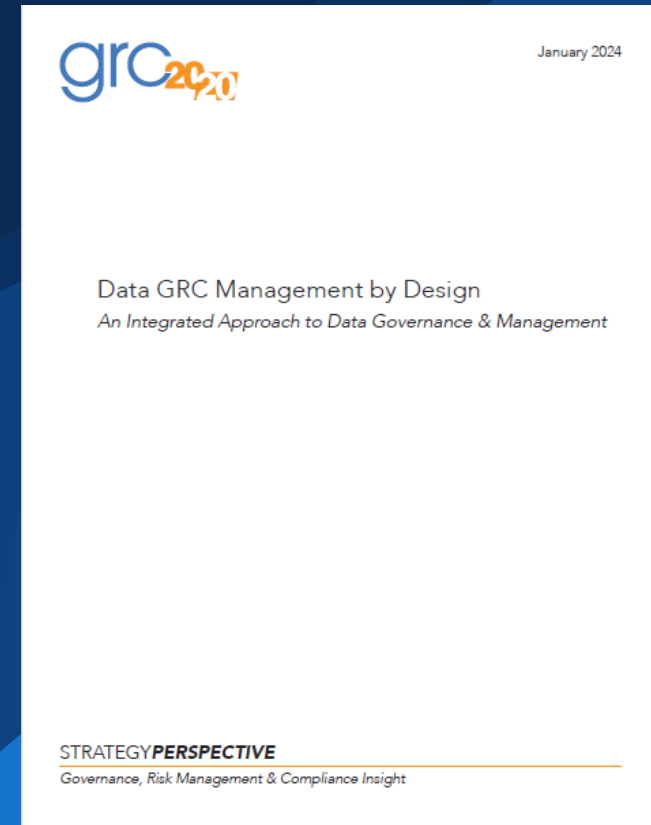 grc2020
January 2024
Data GRC Management by Design
An Integrated Approach to Data Governance & Management
STRATEGYPERSPECTIVE
Governance, Risk Management & Compliance Insight